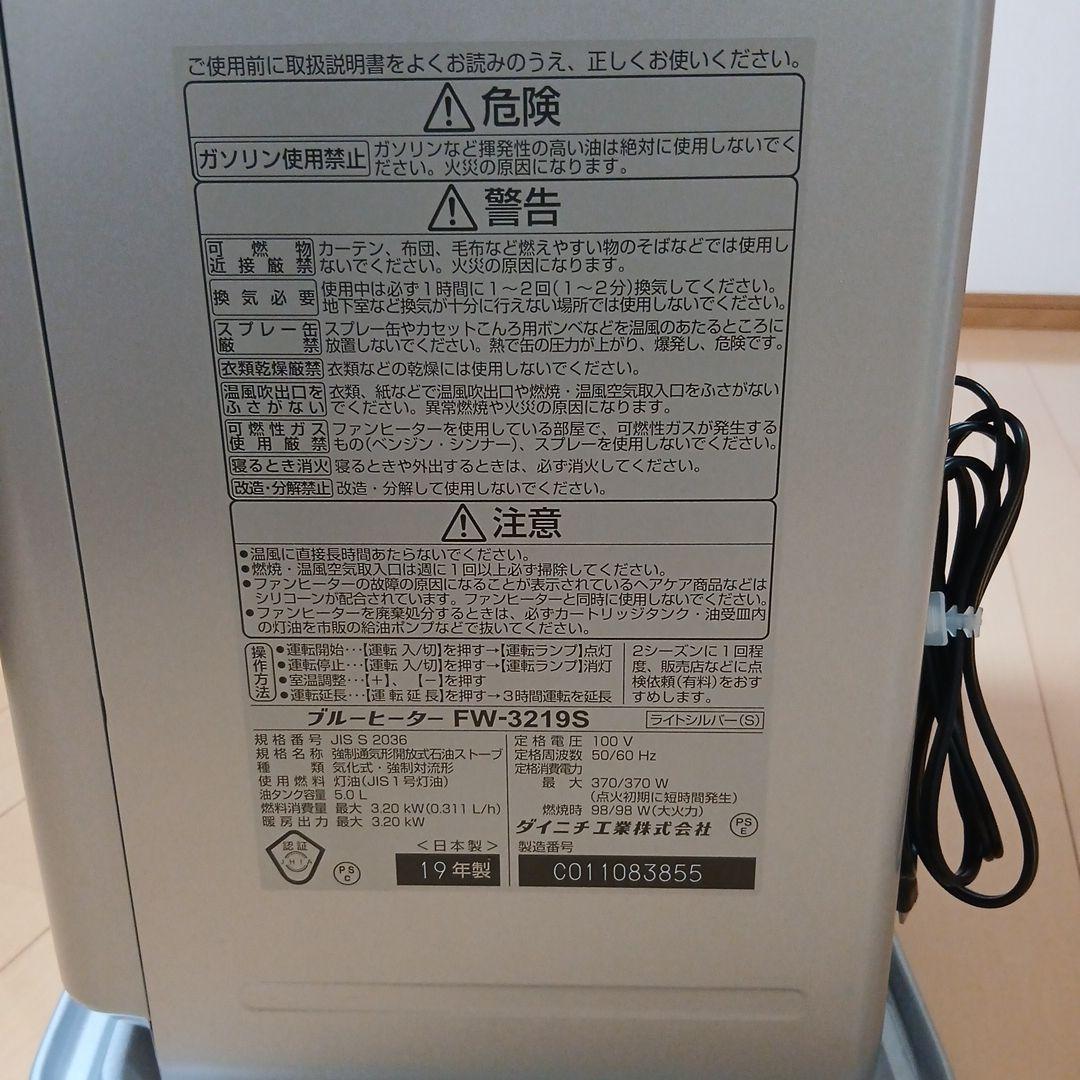 ご使用前に取扱説明書をよくお読みのうえ、正しくお使いください。
危険
ガソリン使用禁止
ガソリンなど揮発性の高い油は絶対に使用しないでく
ださい。火災の原因になります。
警告
可燃物
近接厳禁
カーテン、布団、毛布など燃えやすい物のそばなどでは使用し
ないでください。火災の原因になります。
換気必要
使用中は必ず1時間に1〜2回(1〜2分)換気してください。
地下室など換気が十分に行えない場所では使用しないでください。
スプレー缶
厳禁
スプレー缶やカセットこんろ用ボンベなどを温風のあたるところに
放置しないでください。熱で缶の圧力が上がり、爆発し、危険です。
衣類乾燥厳禁
衣類などの乾燥には使用しないでください。
温風吹出口を
ふさがない
衣類、紙などで温風吹出口や燃焼・温風空気取入口をふさがない
でください。異常燃焼や火災の原因になります。
可燃性ガス
使用厳禁
ファンヒーターを使用している部屋で、可燃性ガスが発生する
もの(ベンジン・シンナー)、スプレーを使用しないでください。
寝るとき消火
寝るときや外出するときは、必ず消火してください。
改造・分解禁止
改造・分解して使用しないでください。
注意
●温風に直接長時間あたらないでください。
●燃焼・温風空気取入口は週に1回以上必ず掃除してください。
●ファンヒーターの故障の原因になることが表示されているヘアケア商品などは
シリコーンが配合されています。ファンヒーターと同時に使用しないでください。
●ファンヒーターを廃棄処分するときは、必ずカートリッジタンク・油受皿内
の灯油を市販の給油ポンプなどで抜いてください。
操作方法
●運転開始…【運転 入/切】を押す→【運転ランプ】点灯
●運転停止…【運転 入/切】を押す→【運転ランプ】消灯
●室温調整…【+】、【−】を押す
●運転延長…【運転延長】を押す→3時間運転を延長
2シーズンに1回程
度、販売店などに点
検依頼(有料)をおす
すめします。
ブルーヒーター FW-3219S
ライトシルバー(S)
規格番号 JIS S 2036
規格名称 強制通気形開放式石油ストーブ
種類 気化式・強制対流形
使用燃料 灯油(JIS1号灯油)
油タンク容量 5.0 L
燃料消費量 最大 3.20 kW(0.311 L/h)
暖房出力 最大 3.20 kW
定格電圧 100 V
定格周波数 50/60 Hz
定格消費電力
最大 370/370 W
(点火初期に短時間発生)
燃焼時 98/98 W(大火力)
ダイニチ工業株式会社
PS
E
認証
JHIA
PS
C
<日本製>
19年製
製造番号
C011083855